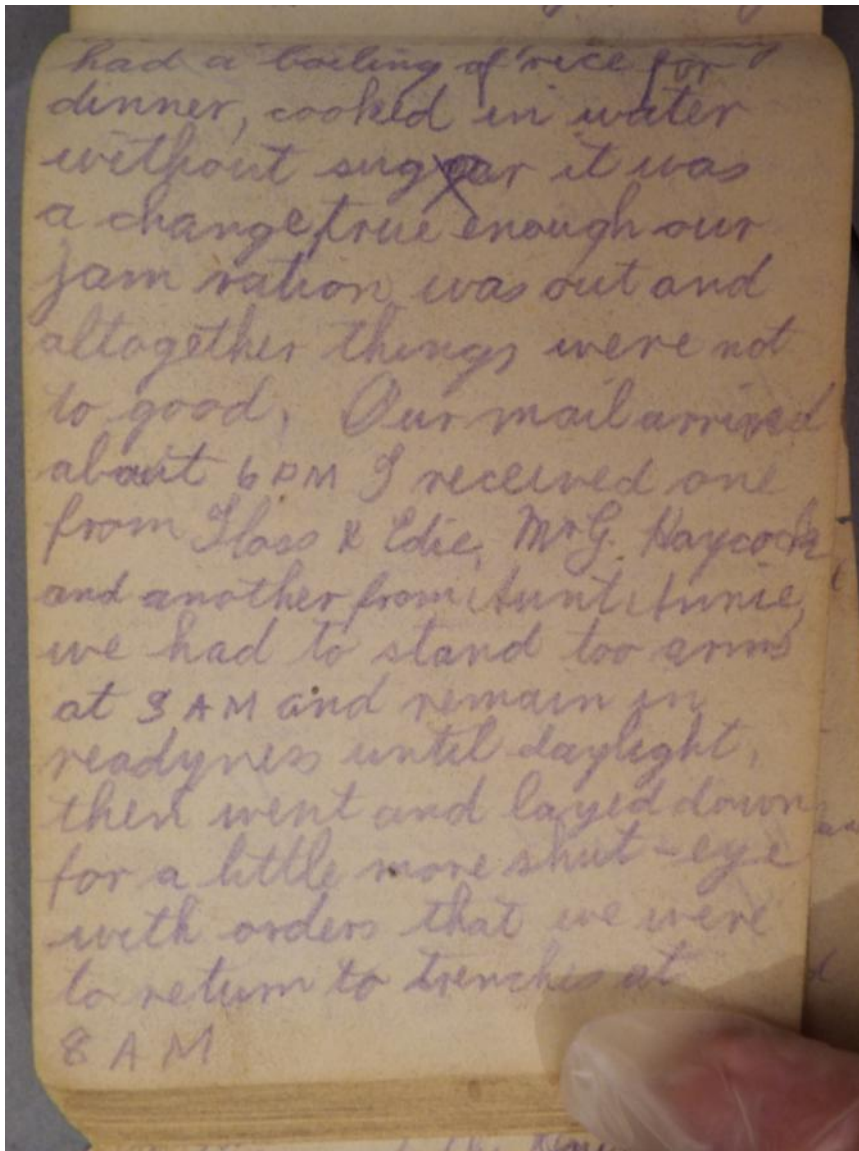 had a boiling of rice for
dinner, cooked in water
without sugar it was
a change, true enough our
jam ration was out and
altogether things were not
to good. Our mail arrived
about 6 PM I received one
from Floss & Edie, Mr G. Haycock
and another from Aunt Annie,
we had to stand too arms
at 3 AM and remain in
readyness until daylight,
then went and layed down
for a little more shut-eye
with orders that we were
to return to trenches at
8 AM